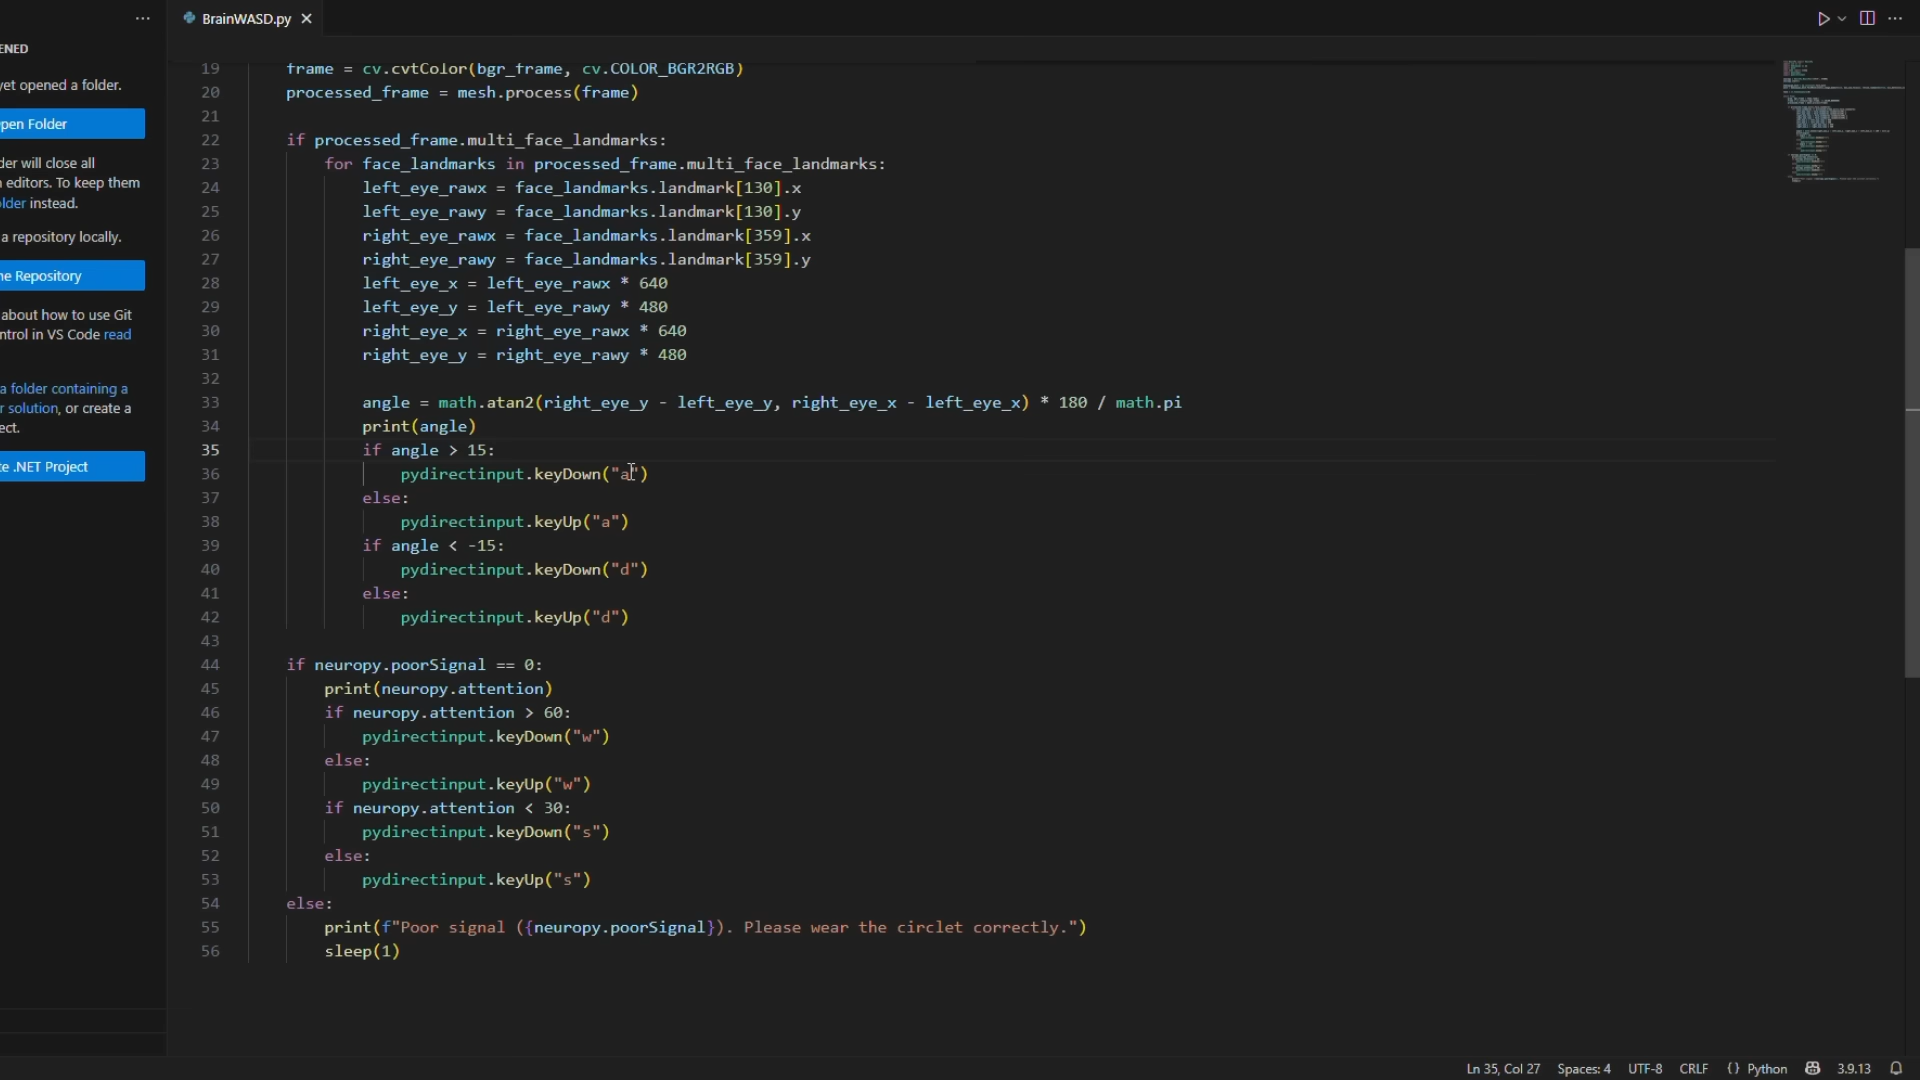 BrainWASD.py
ENED
yet opened a folder.
pen Folder
der will close all
n editors. To keep them
older instead.
a repository locally.
ne Repository
about how to use Git
ntrol in VS Code read
a folder containing a
r solution, or create a
ect.
te .NET Project
19 frame = cv.cvtColor(bgr_frame, cv.COLOR_BGR2RGB)
20 processed_frame = mesh.process(frame)
21
22 if processed_frame.multi_face_landmarks:
23 for face_landmarks in processed_frame.multi_face_landmarks:
24 left_eye_rawx = face_landmarks.landmark[130].x
25 left_eye_rawy = face_landmarks.landmark[130].y
26 right_eye_rawx = face_landmarks.landmark[359].x
27 right_eye_rawy = face_landmarks.landmark[359].y
28 left_eye_x = left_eye_rawx * 640
29 left_eye_y = left_eye_rawy * 480
30 right_eye_x = right_eye_rawx * 640
31 right_eye_y = right_eye_rawy * 480
32
33 angle = math.atan2(right_eye_y - left_eye_y, right_eye_x - left_eye_x) * 180 / math.pi
34 print(angle)
35 if angle > 15:
36 pydirectinput.keyDown("a")
37 else:
38 pydirectinput.keyUp("a")
39 if angle < -15:
40 pydirectinput.keyDown("d")
41 else:
42 pydirectinput.keyUp("d")
43
44 if neuropy.poorSignal == 0:
45 print(neuropy.attention)
46 if neuropy.attention > 60:
47 pydirectinput.keyDown("w")
48 else:
49 pydirectinput.keyUp("w")
50 if neuropy.attention < 30:
51 pydirectinput.keyDown("s")
52 else:
53 pydirectinput.keyUp("s")
54 else:
55 print(f"Poor signal ({neuropy.poorSignal}). Please wear the circlet correctly.")
56 sleep(1)
Ln 35, Col 27 Spaces: 4 UTF-8 CRLF {} Python 3.9.13